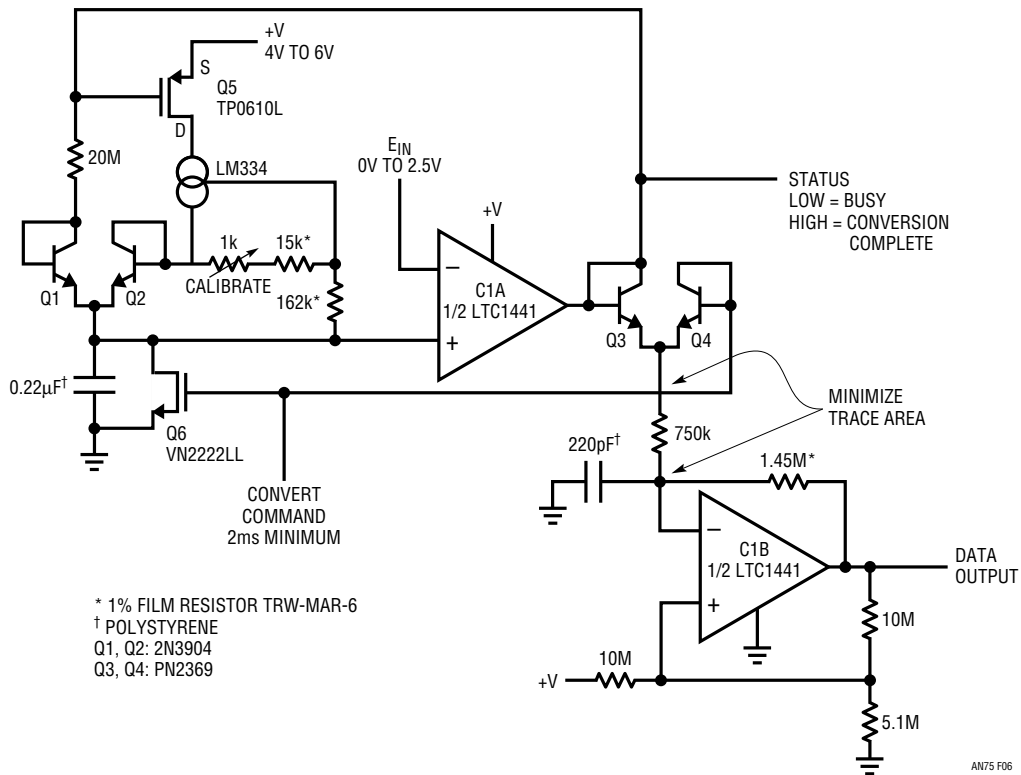 +V
4V TO 6V
S
Q5
TP0610L
D
20M
LM334
E_IN
0V TO 2.5V
+V
STATUS
LOW = BUSY
HIGH = CONVERSION
COMPLETE
1k
15k*
CALIBRATE
162k*
Q1
Q2
−
C1A
1/2 LTC1441
+
Q3
Q4
0.22µF†
Q6
VN2222LL
MINIMIZE
TRACE AREA
750k
220pF†
1.45M*
CONVERT
COMMAND
2ms MINIMUM
−
C1B
1/2 LTC1441
+
DATA
OUTPUT
* 1% FILM RESISTOR TRW-MAR-6
† POLYSTYRENE
Q1, Q2: 2N3904
Q3, Q4: PN2369
10M
10M
+V
5.1M
AN75 F06